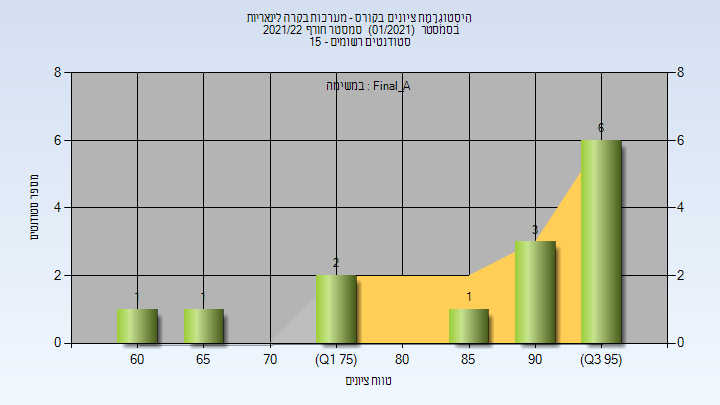 היסטוגרמת ציונים בקורס - מערכות בקרה לינאריות
בסמסטר (01/2021) סמסטר חורף 2021/22
סטודנטים רשומים - 15
במשימה : Final_A
8 8
6 6
4 4
2 2
0 0
מספר סטודנטים
1 1 2 1 3 6
60 65 70 (Q1 75) 80 85 90 (Q3 95)
טווח ציונים